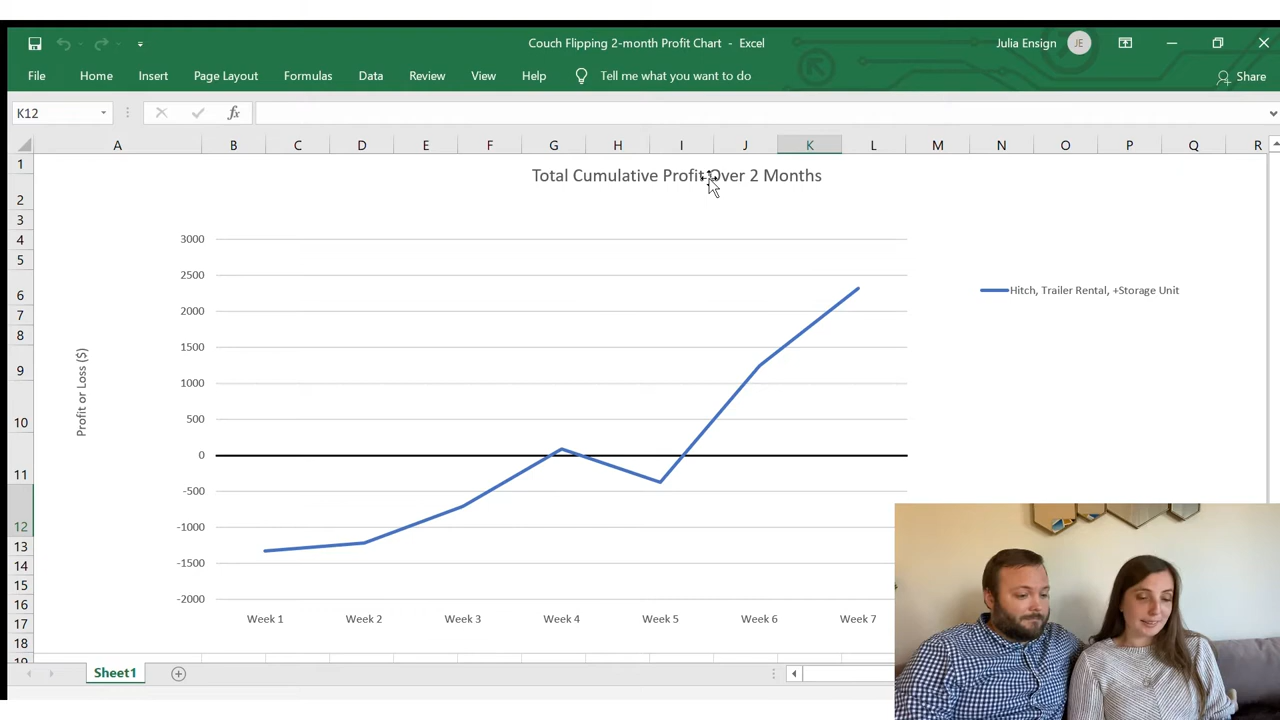 Couch Flipping 2-month Profit Chart - Excel
Julia Ensign
JE
File Home Insert Page Layout Formulas Data Review View Help Tell me what you want to do
Share
K12
fx
A B C D E F G H I J K L M N O P Q R
1
2
3
4
5
6
7
8
9
10
11
12
13
14
15
16
17
18
19
Total Cumulative Profit Over 2 Months
3000
2500
2000
1500
1000
500
0
-500
-1000
-1500
-2000
Profit or Loss ($)
Hitch, Trailer Rental, +Storage Unit
Week 1 Week 2 Week 3 Week 4 Week 5 Week 6 Week 7
Sheet1